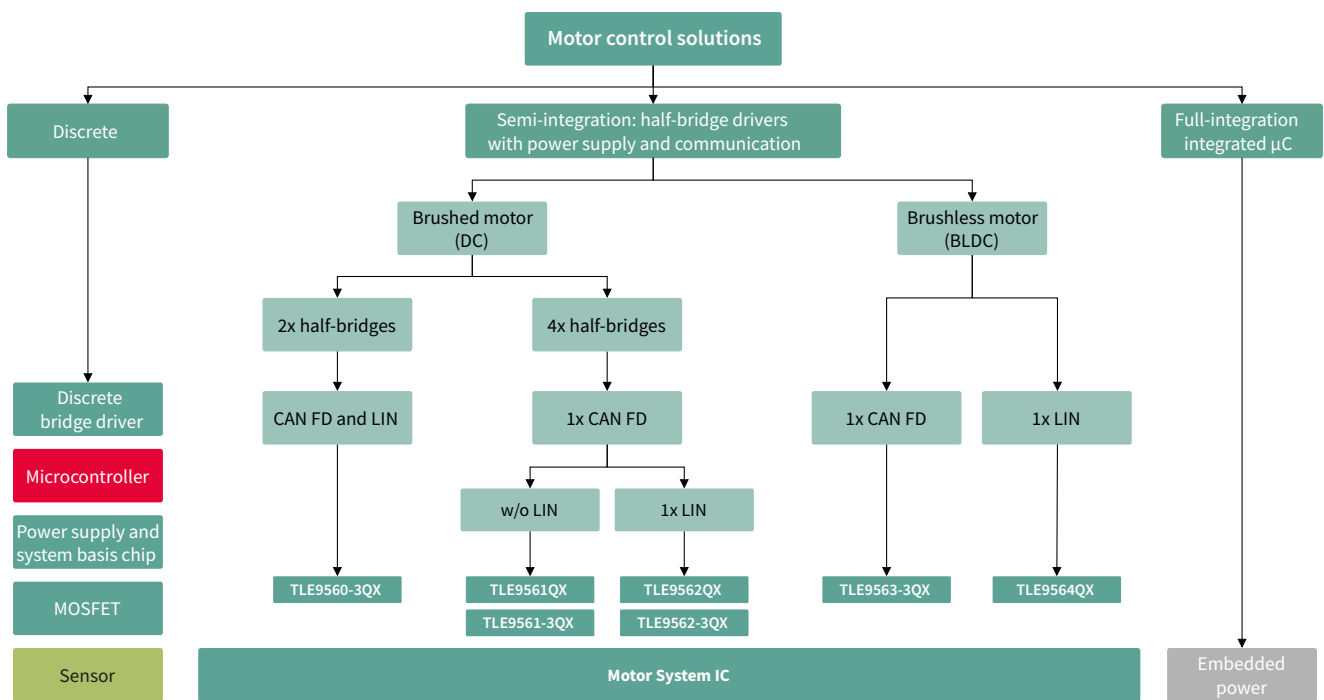 Motor control solutions
Discrete
Semi-integration: half-bridge drivers
with power supply and communication
Full-integration
integrated µC
Brushed motor
(DC)
Brushless motor
(BLDC)
2x half-bridges
4x half-bridges
Discrete
bridge driver
CAN FD and LIN
1x CAN FD
1x CAN FD
1x LIN
Microcontroller
w/o LIN
1x LIN
Power supply and
system basis chip
TLE9560-3QX
TLE9561QX
TLE9562QX
TLE9563-3QX
TLE9564QX
MOSFET
TLE9561-3QX
TLE9562-3QX
Sensor
Motor System IC
Embedded
power